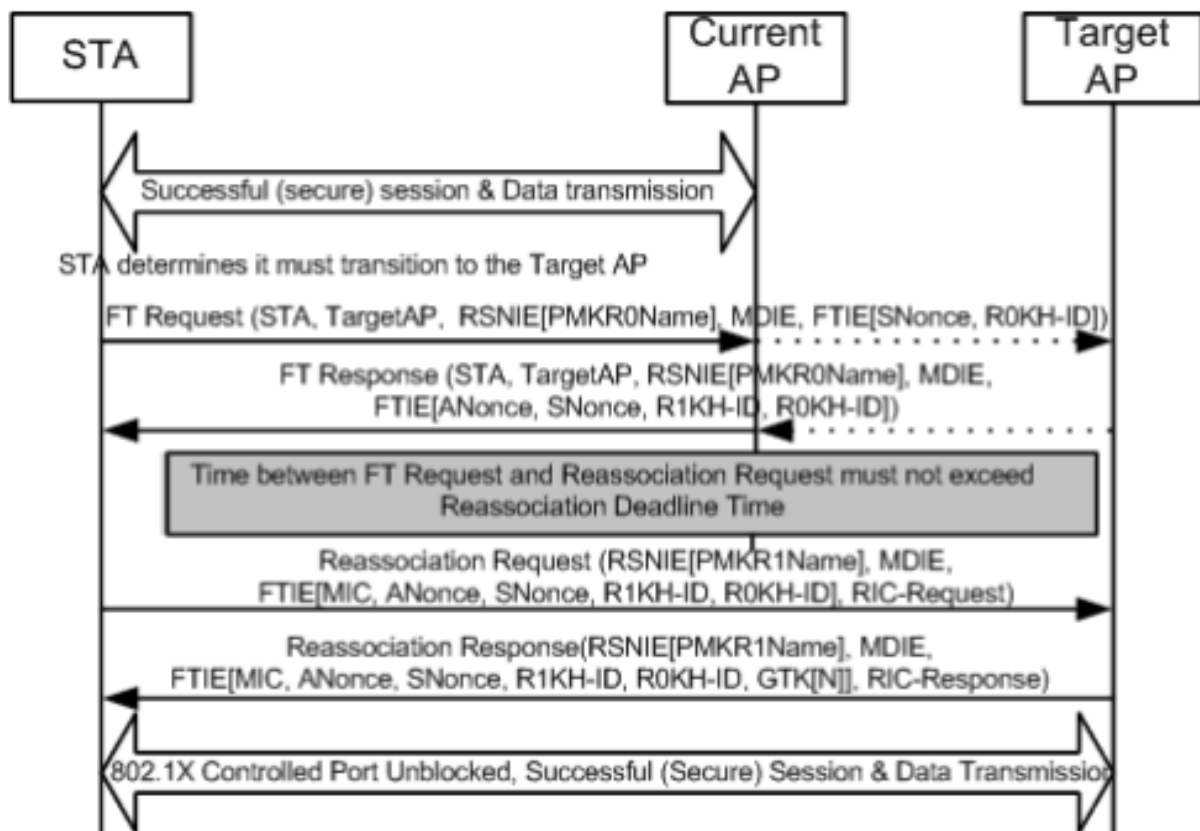 STA
Current
AP
Target
AP
Successful (secure) session & Data transmission
STA determines it must transition to the Target AP
FT Request (STA, TargetAP, RSNIE[PMKR0Name], MDIE, FTIE[SNonce, R0KH-ID])
FT Response (STA, TargetAP, RSNIE[PMKR0Name], MDIE,
FTIE[ANonce, SNonce, R1KH-ID, R0KH-ID])
Time between FT Request and Reassociation Request must not exceed
Reassociation Deadline Time
Reassociation Request (RSNIE[PMKR1Name], MDIE,
FTIE[MIC, ANonce, SNonce, R1KH-ID, R0KH-ID], RIC-Request)
Reassociation Response(RSNIE[PMKR1Name], MDIE,
FTIE[MIC, ANonce, SNonce, R1KH-ID, R0KH-ID, GTK[N]], RIC-Response)
802.1X Controlled Port Unblocked, Successful (Secure) Session & Data Transmission